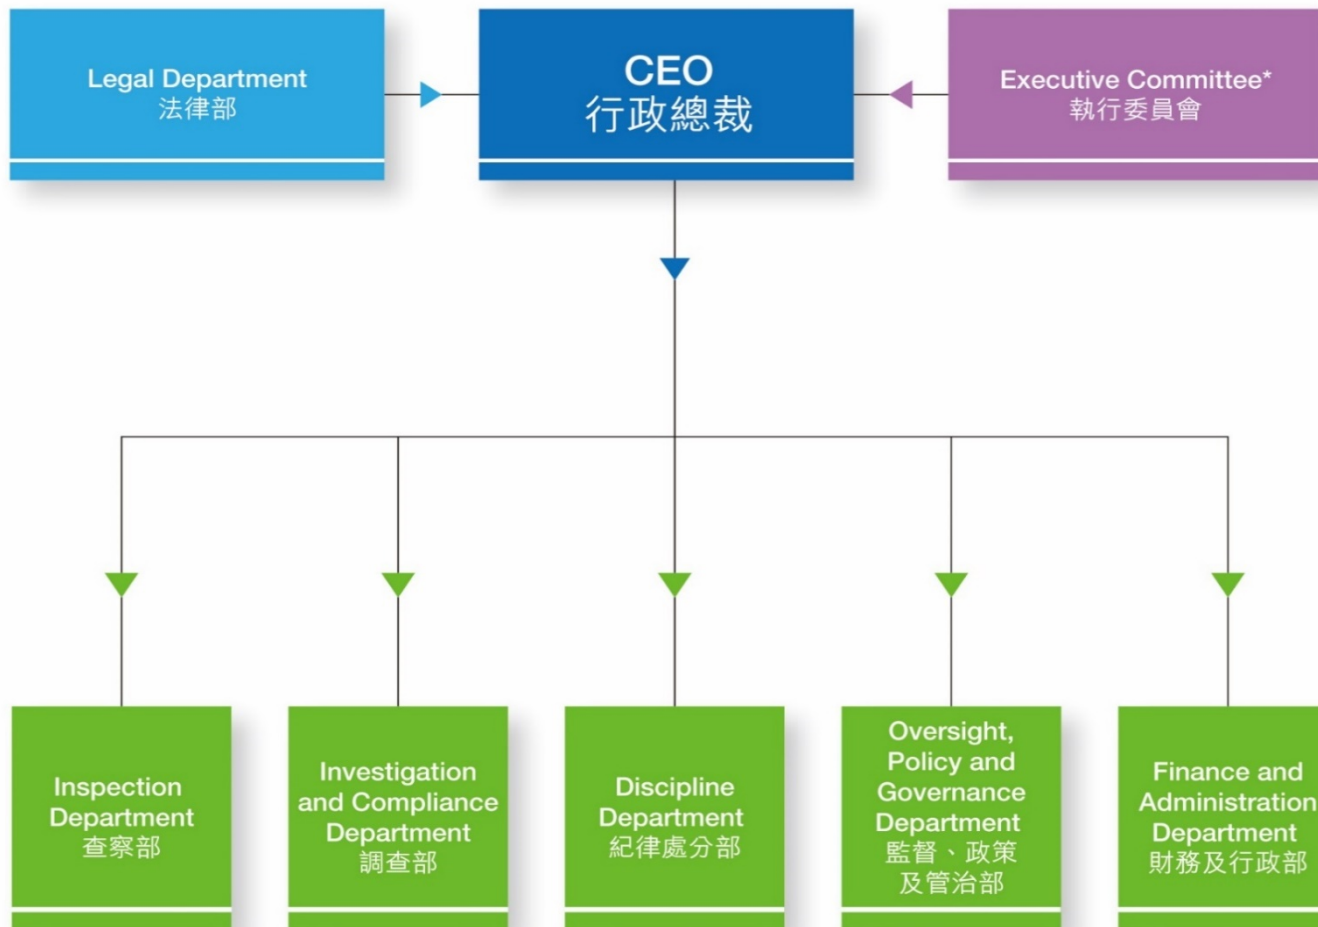 Legal Department
法律部
CEO
行政總裁
Executive Committee*
執行委員會
Inspection
Department
查察部
Investigation
and Compliance
Department
調查部
Discipline
Department
紀律處分部
Oversight,
Policy and
Governance
Department
監督、政策
及管治部
Finance and
Administration
Department
財務及行政部